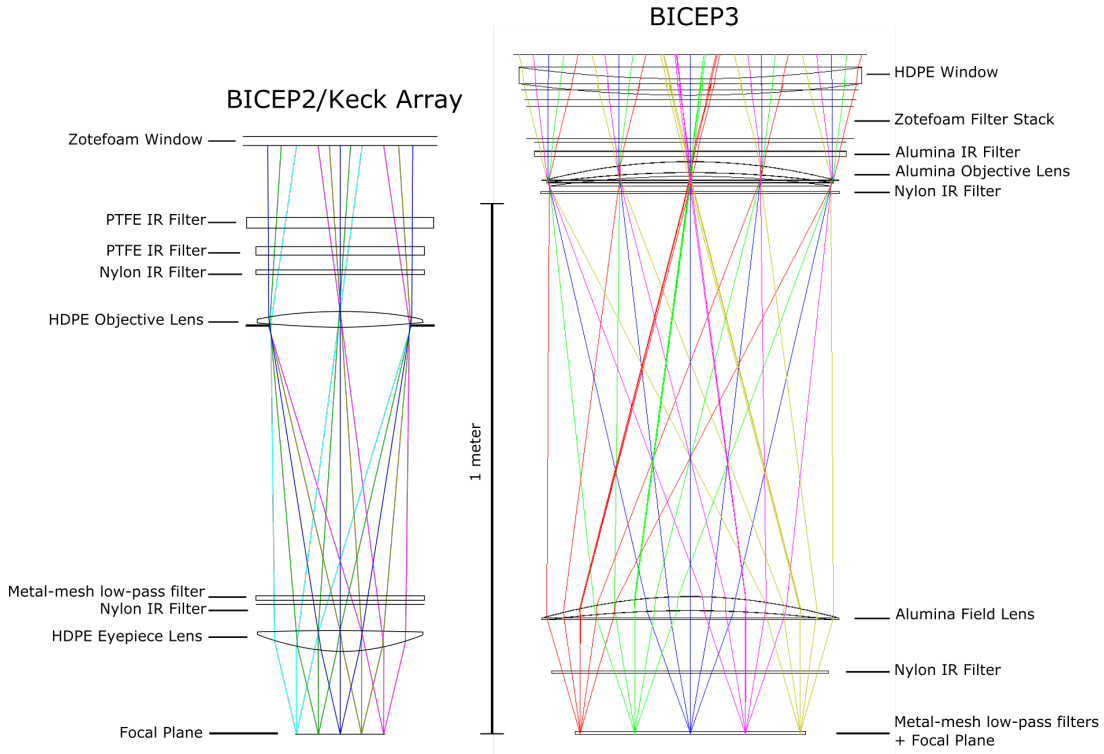 BICEP2/Keck Array
Zotefoam Window
PTFE IR Filter
PTFE IR Filter
Nylon IR Filter
HDPE Objective Lens
Metal-mesh low-pass filter
Nylon IR Filter
HDPE Eyepiece Lens
Focal Plane
1 meter
BICEP3
HDPE Window
Zotefoam Filter Stack
Alumina IR Filter
Alumina Objective Lens
Nylon IR Filter
Alumina Field Lens
Nylon IR Filter
Metal-mesh low-pass filters
+ Focal Plane